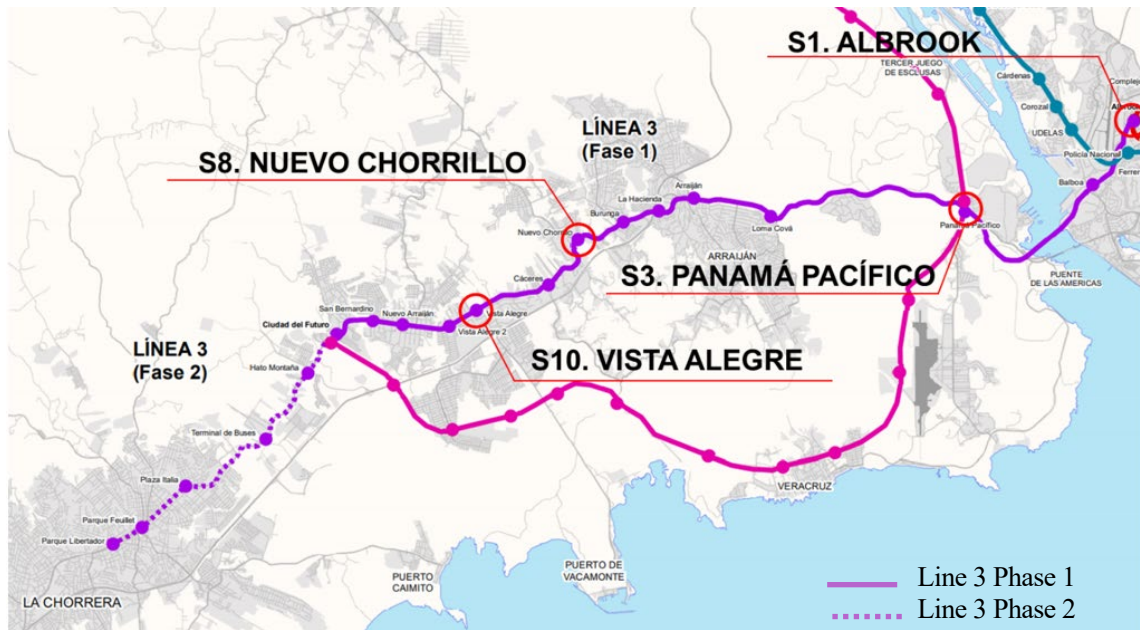 S1. ALBROOK
TERCER JUEGO
DE ESCLUSAS
Cárdenas
Corozal
UDELAS
Policía Nacional
Balboa
LÍNEA 3
(Fase 1)
S8. NUEVO CHORRILLO
Arraiján
La Hacienda
Burunga
Nuevo Chorrillo
Loma Cová
Panamá Pacífico
ARRAIJÁN
S3. PANAMÁ PACÍFICO
PUENTE
DE LAS AMERICAS
Cáceres
San Bernardino
Nuevo Arraiján
Vista Alegre
Vista Alegre 2
Ciudad del Futuro
LÍNEA 3
(Fase 2)
S10. VISTA ALEGRE
Hato Montaña
Terminal de Buses
Plaza Italia
Parque Feuillet
Parque Libertador
VERACRUZ
PUERTO DE
VACAMONTE
PUERTO
CAIMITO
LA CHORRERA
Line 3 Phase 1
Line 3 Phase 2